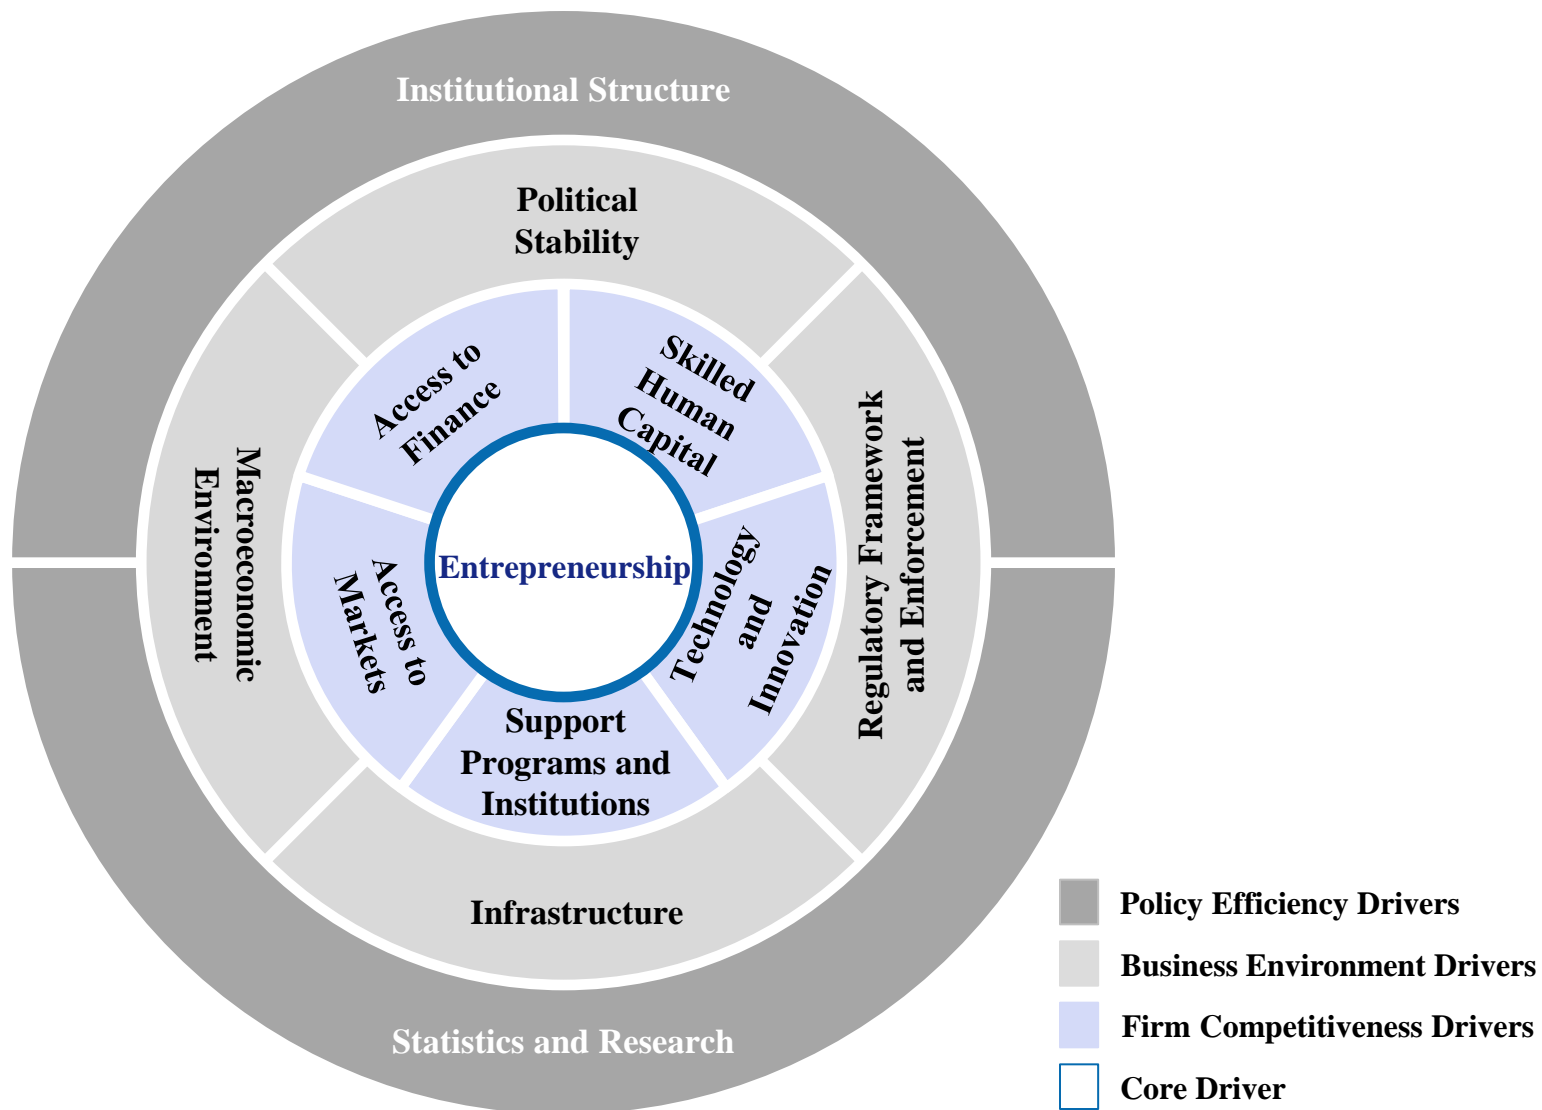 Institutional Structure
Political
Stability
Access to
Finance
Skilled
Human
Capital
Macroeconomic
Environment
Regulatory Framework
and Enforcement
Access to
Markets
Entrepreneurship
Technology
and
Innovation
Support
Programs and
Institutions
Infrastructure
Statistics and Research
Policy Efficiency Drivers
Business Environment Drivers
Firm Competitiveness Drivers
Core Driver